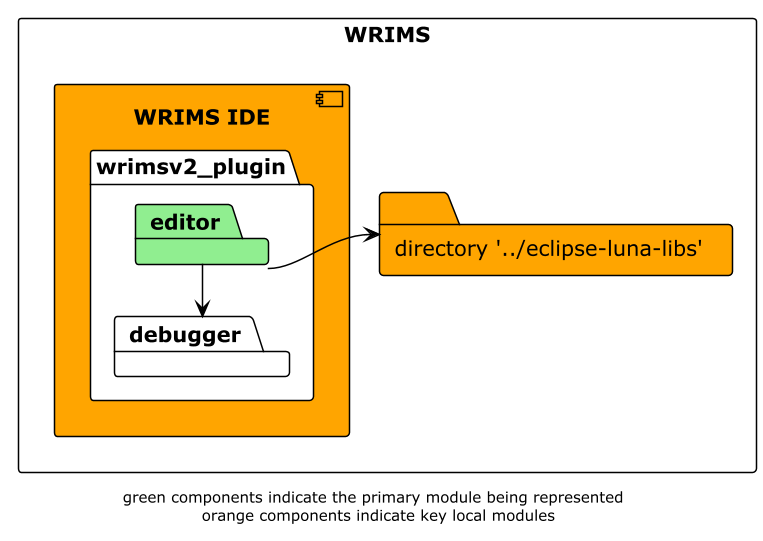 WRIMS
WRIMS IDE
wrimsv2_plugin
editor
directory '../eclipse-luna-libs'
debugger
green components indicate the primary module being represented
orange components indicate key local modules